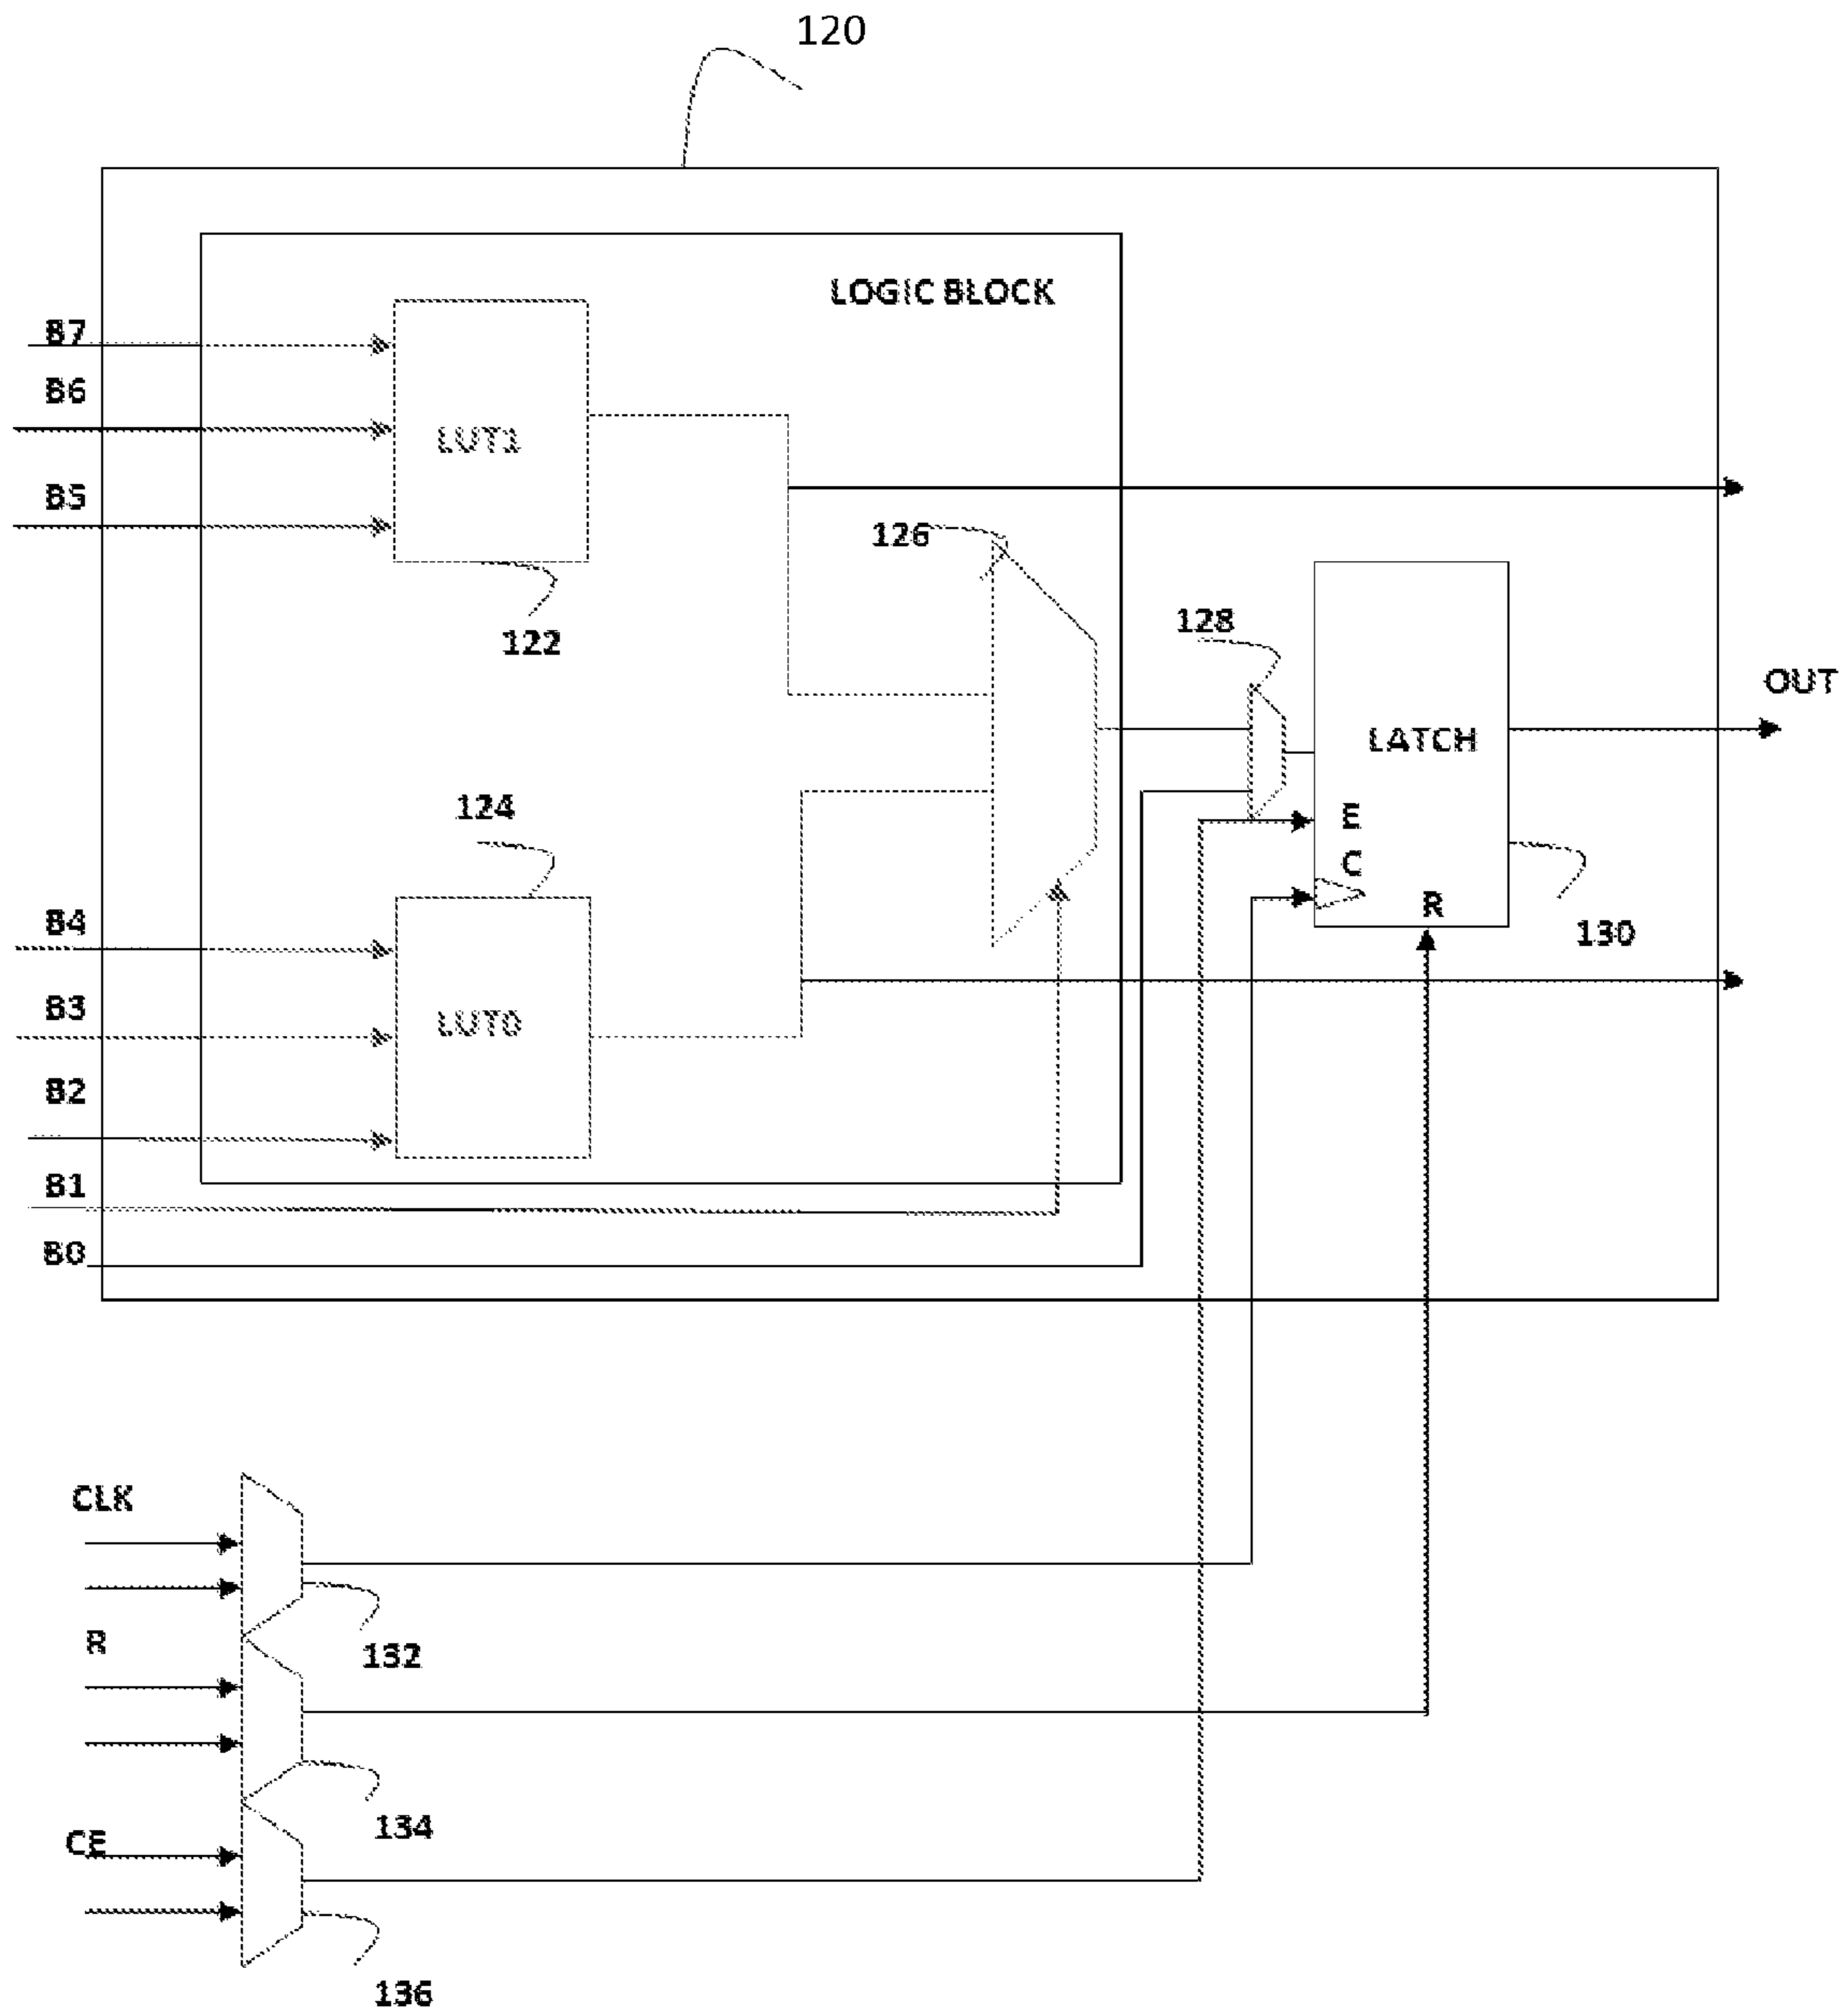 120
LOGIC BLOCK
B7
B6
LUT1
B5
126
128
122
OUT
LATCH
124
E
C
R
B4
130
B3
LUT0
B2
B1
B0
CLK
R
132
134
CE
136